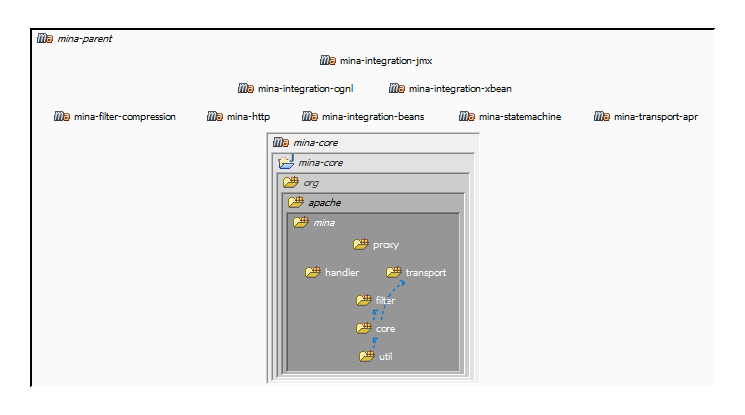 mina-parent
mina-integration-jmx
mina-integration-ognl mina-integration-xbean
mina-filter-compression mina-http mina-integration-beans mina-statemachine mina-transport-apr
mina-core
mina-core
org
apache
mina
proxy
handler transport
filter
core
util